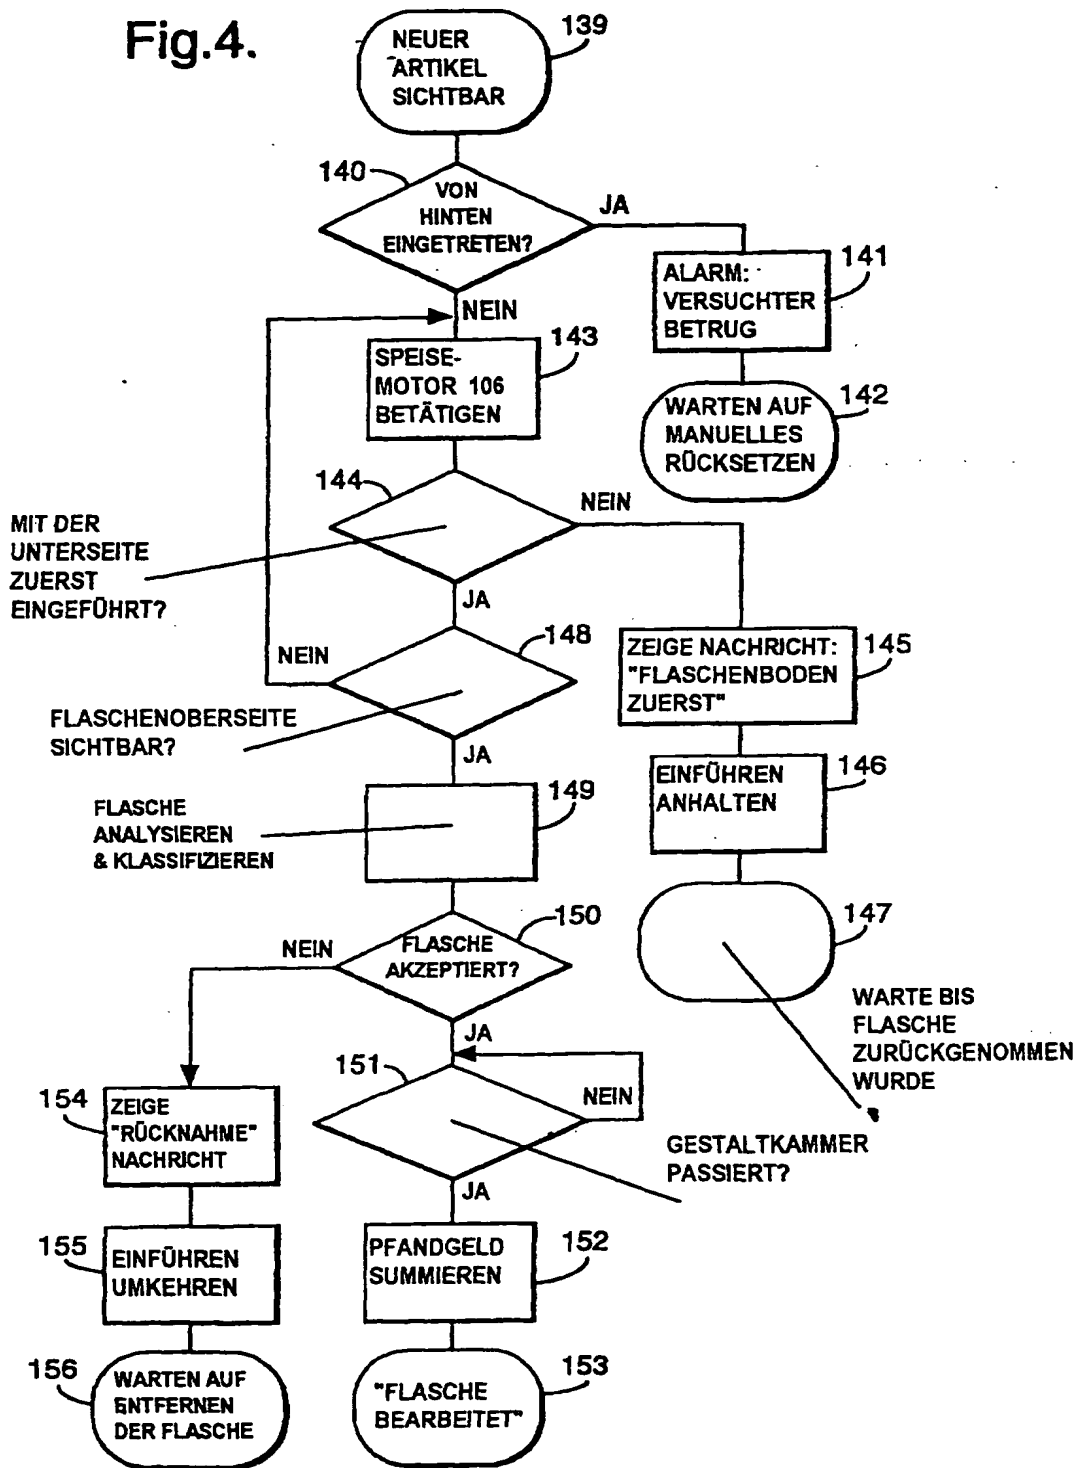 Fig.4.
NEUER
ARTIKEL
SICHTBAR
139
140
VON
HINTEN
EINGETRETEN?
JA
ALARM:
VERSUCHTER
BETRUG
141
NEIN
SPEISE-
MOTOR 106
BETÄTIGEN
143
WARTEN AUF
MANUELLES
RÜCKSETZEN
142
144
NEIN
MIT DER
UNTERSEITE
ZUERST
EINGEFÜHRT?
JA
148
NEIN
ZEIGE NACHRICHT:
"FLASCHENBODEN
ZUERST"
145
FLASCHENOBERSEITE
SICHTBAR?
JA
EINFÜHREN
ANHALTEN
146
149
FLASCHE
ANALYSIEREN
& KLASSIFIZIEREN
147
150
NEIN
FLASCHE
AKZEPTIERT?
WARTE BIS
FLASCHE
ZURÜCKGENOMMEN
WURDE
JA
151
NEIN
154
ZEIGE
"RÜCKNAHME"
NACHRICHT
GESTALTKAMMER
PASSIERT?
JA
155
EINFÜHREN
UMKEHREN
PFANDGELD
SUMMIEREN
152
156
WARTEN AUF
ENTFERNEN
DER FLASCHE
"FLASCHE
BEARBEITET"
153